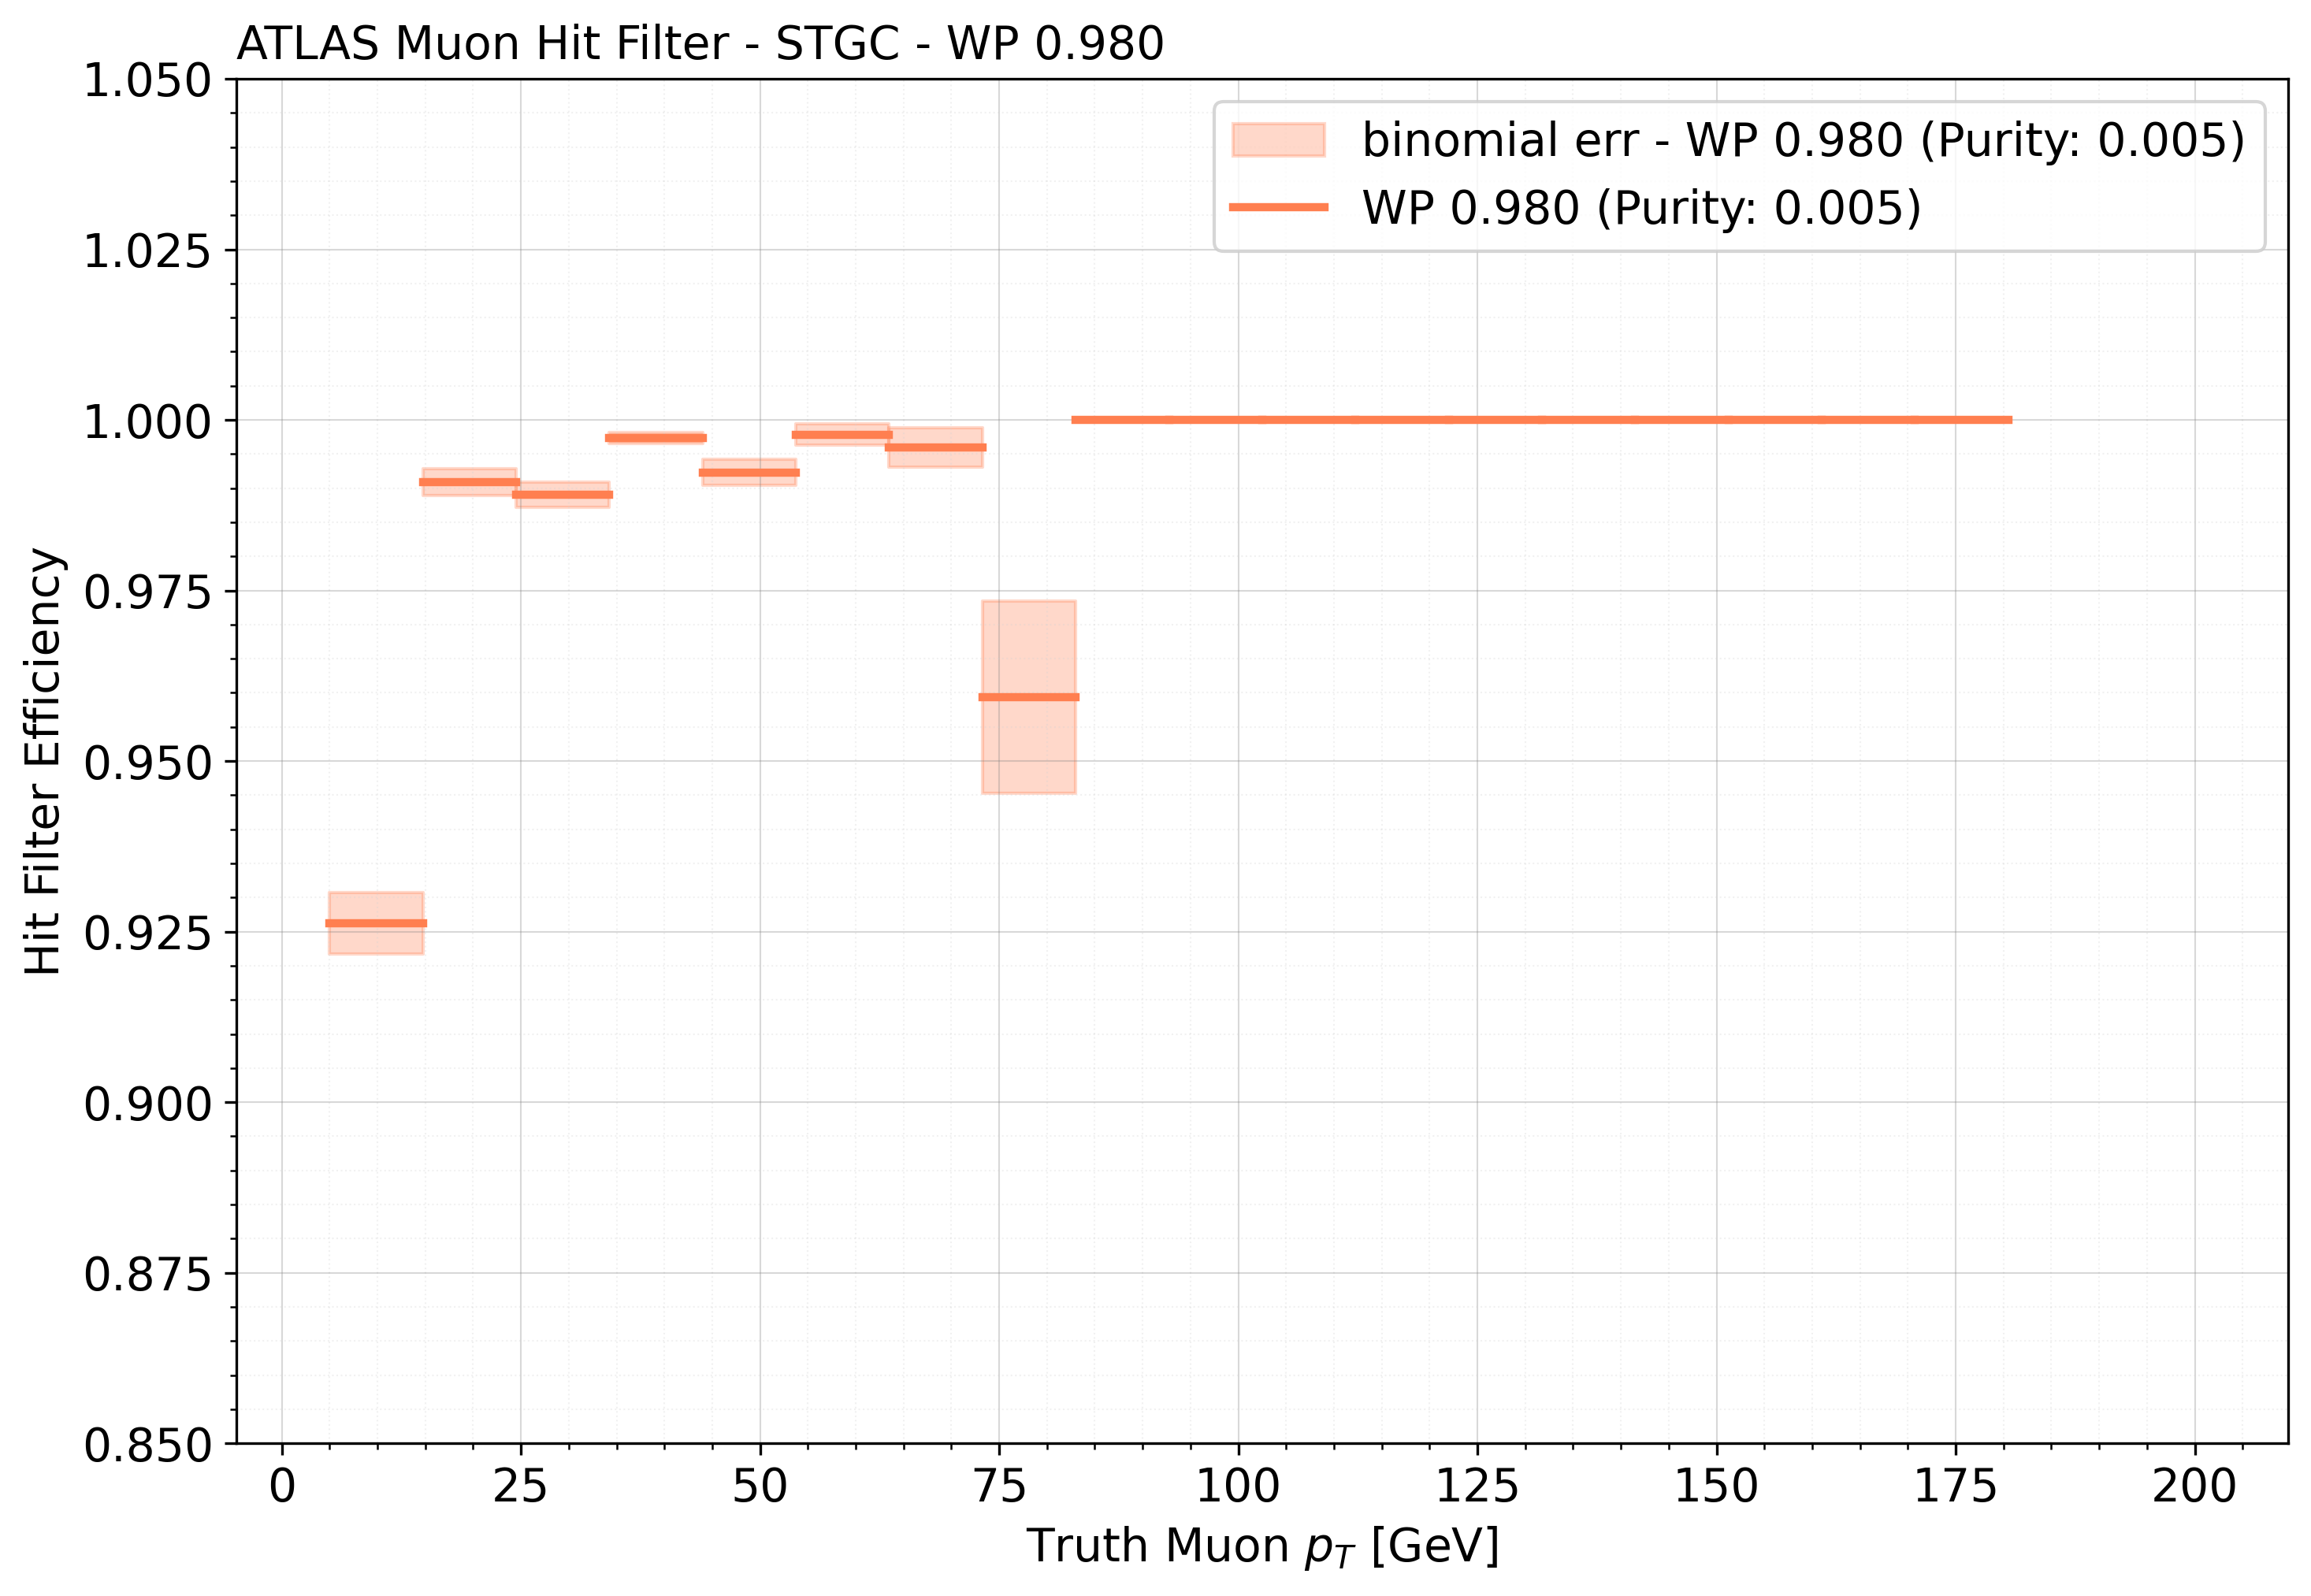 ATLAS Muon Hit Filter - STGC - WP 0.980
binomial err - WP 0.980 (Purity: 0.005)
WP 0.980 (Purity: 0.005)
Hit Filter Efficiency
1.050
1.025
1.000
0.975
0.950
0.925
0.900
0.875
0.850
0 25 50 75 100 125 150 175 200
Truth Muon p_T [GeV]